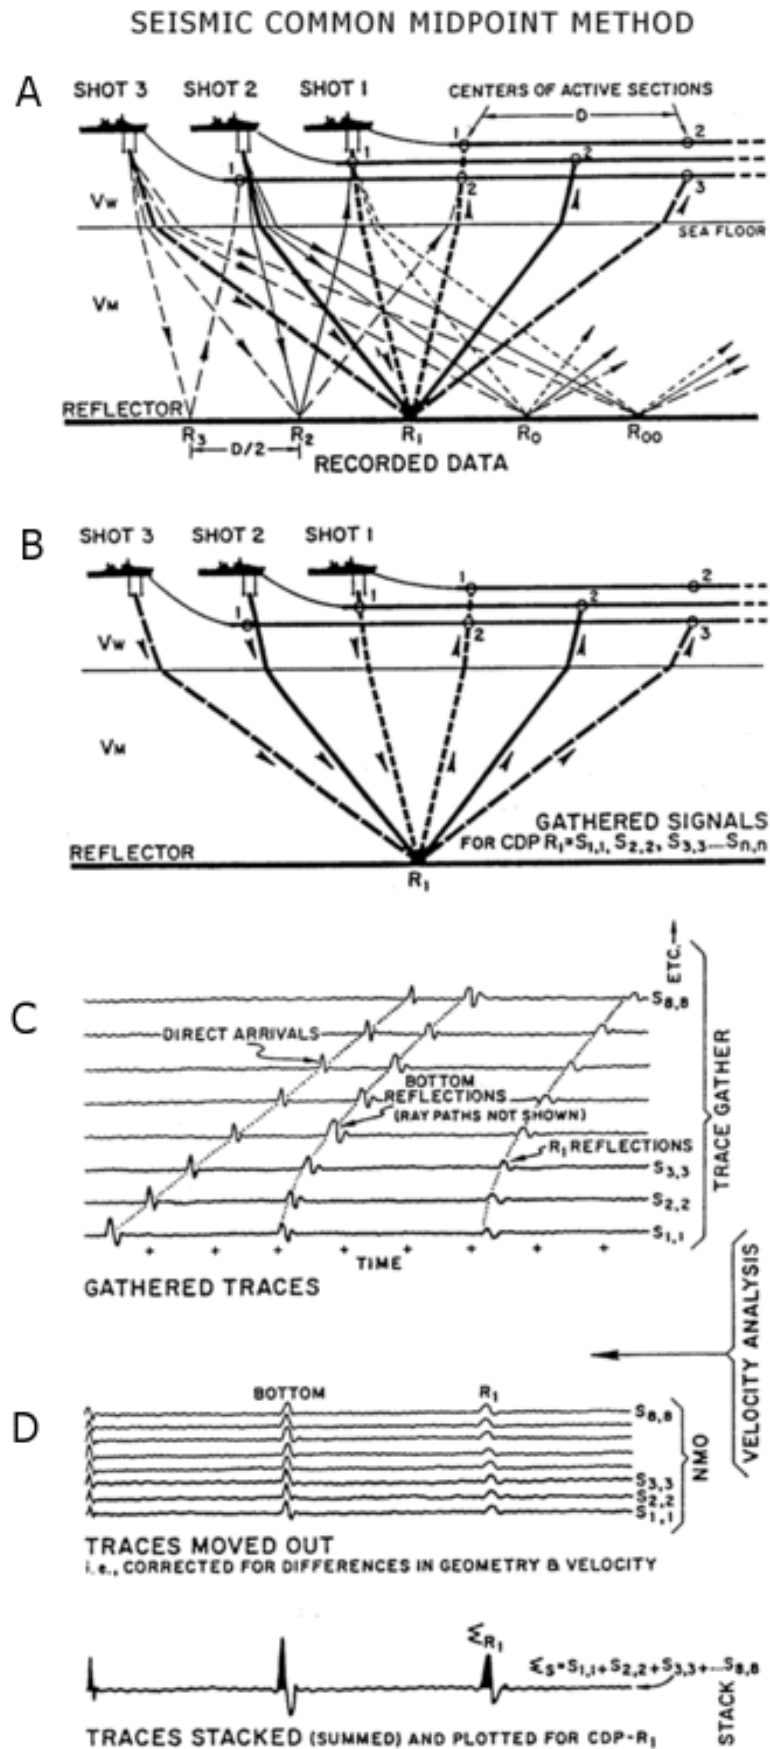 SEISMIC COMMON MIDPOINT METHOD
A
SHOT 3 SHOT 2 SHOT 1 CENTERS OF ACTIVE SECTIONS
D
1 2
1 2
1 2 3
VW
SEA FLOOR
VM
REFLECTOR
R3 R2 R1 R0 R00
D/2
RECORDED DATA
B
SHOT 3 SHOT 2 SHOT 1
1 2
1 2
1 2 3
VW
VM
GATHERED SIGNALS
FOR CDP R1=S1,1, S2,2, S3,3---Sn,n
REFLECTOR
R1
C
ETC.
S8,8
DIRECT ARRIVALS
BOTTOM
REFLECTIONS
(RAY PATHS NOT SHOWN)
R1 REFLECTIONS
S3,3
S2,2
S1,1
TRACE GATHER
+ + + + + + + +
TIME
GATHERED TRACES
VELOCITY ANALYSIS
D
BOTTOM R1
S8,8
S3,3
S2,2
S1,1
NMO
TRACES MOVED OUT
i.e., CORRECTED FOR DIFFERENCES IN GEOMETRY & VELOCITY
ΣR1
ΣS=S1,1+S2,2+S3,3+---S8,8
STACK
TRACES STACKED (SUMMED) AND PLOTTED FOR CDP-R1